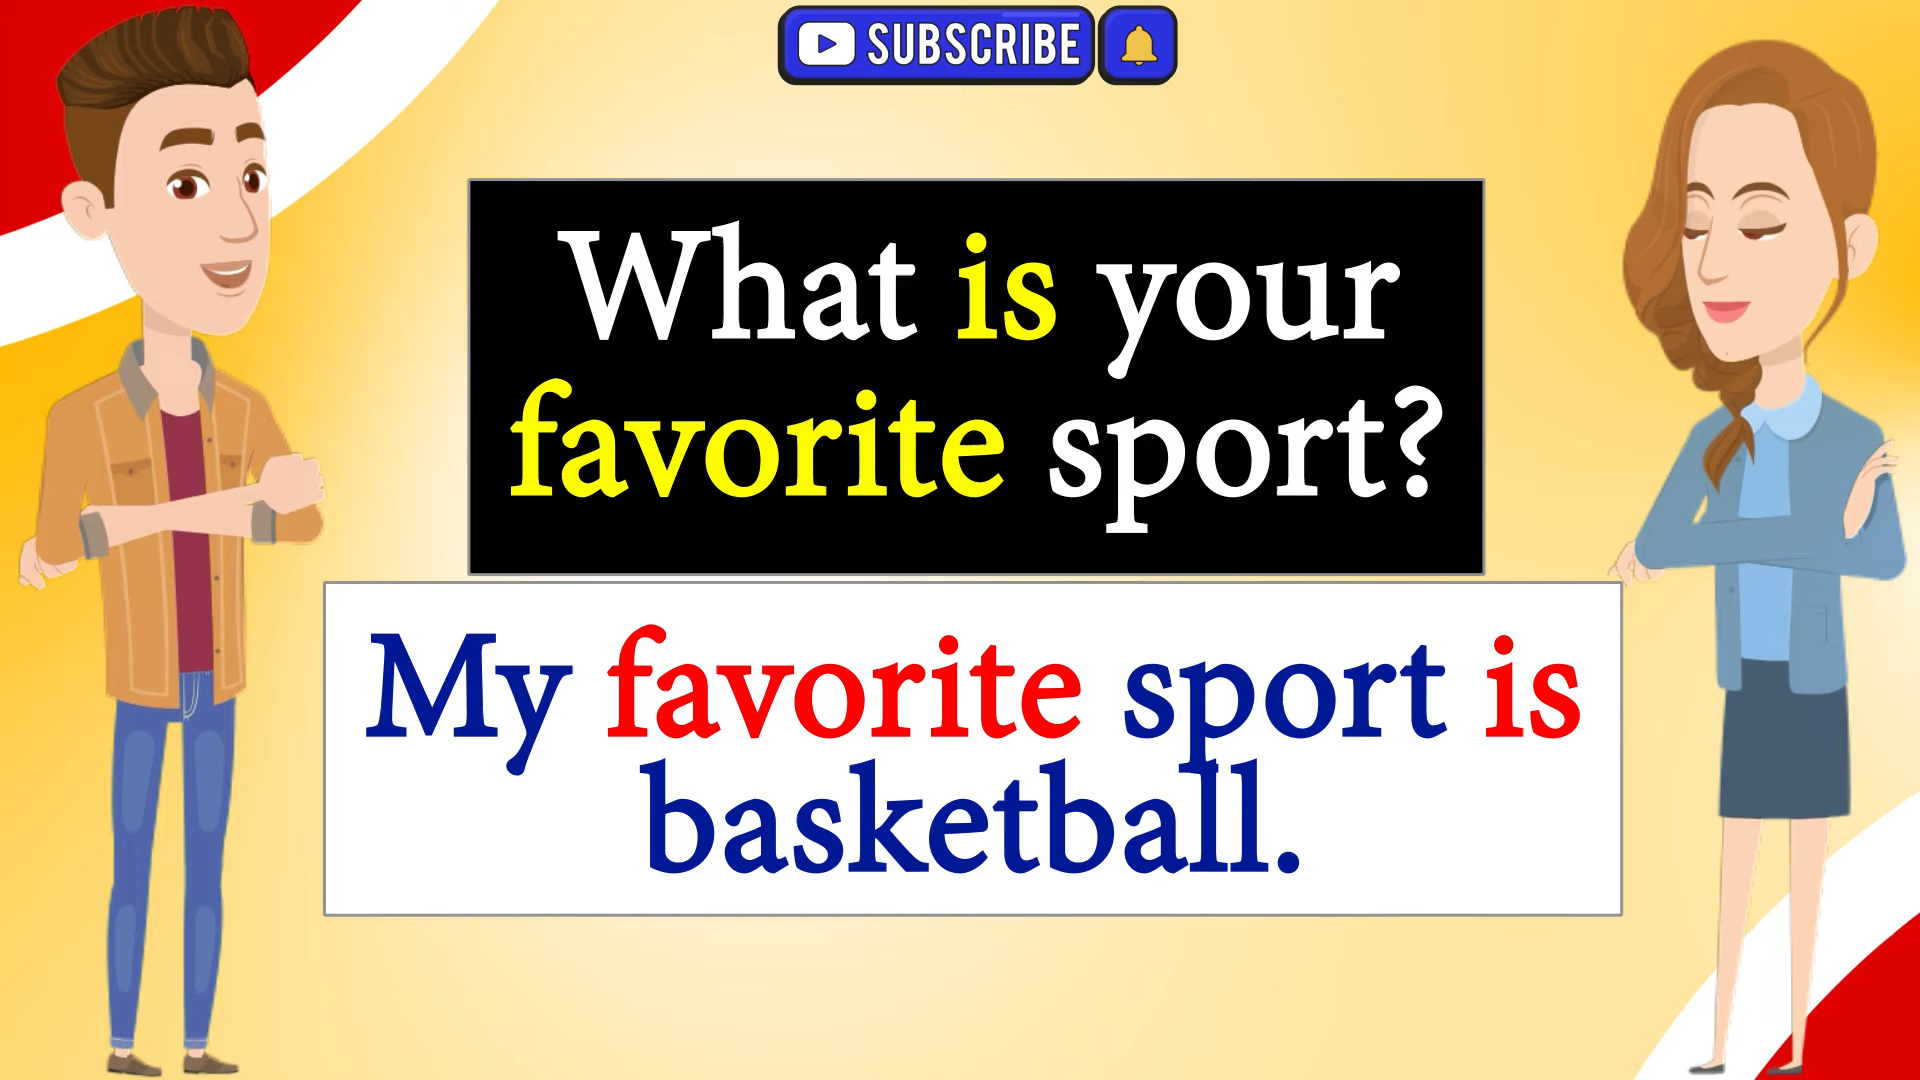 SUBSCRIBE
What is your
favorite sport?
My favorite sport is
basketball.